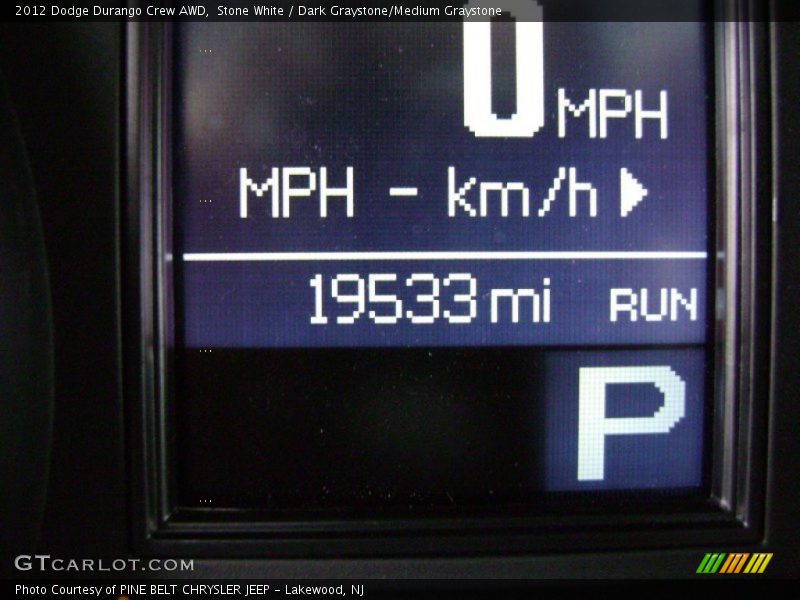 2012 Dodge Durango Crew AWD, Stone White / Dark Graystone/Medium Graystone
0 MPH
MPH - km/h
19533 mi RUN
P
GTCARLOT.COM
Photo Courtesy of PINE BELT CHRYSLER JEEP - Lakewood, NJ